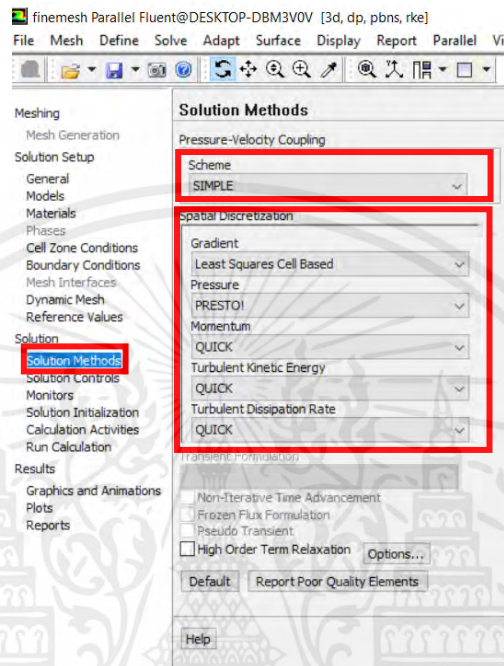 finemesh Parallel Fluent@DESKTOP-DBM3V0V [3d, dp, pbns, rke]
File Mesh Define Solve Adapt Surface Display Report Parallel
Meshing
Mesh Generation
Solution Setup
General
Models
Materials
Phases
Cell Zone Conditions
Boundary Conditions
Mesh Interfaces
Dynamic Mesh
Reference Values
Solution
Solution Methods
Solution Controls
Monitors
Solution Initialization
Calculation Activities
Run Calculation
Results
Graphics and Animations
Plots
Reports
Solution Methods
Pressure-Velocity Coupling
Scheme
SIMPLE
Spatial Discretization
Gradient
Least Squares Cell Based
Pressure
PRESTO!
Momentum
QUICK
Turbulent Kinetic Energy
QUICK
Turbulent Dissipation Rate
QUICK
Transient Formulation
Non-Iterative Time Advancement
Frozen Flux Formulation
Pseudo Transient
High Order Term Relaxation Options...
Default Report Poor Quality Elements
Help